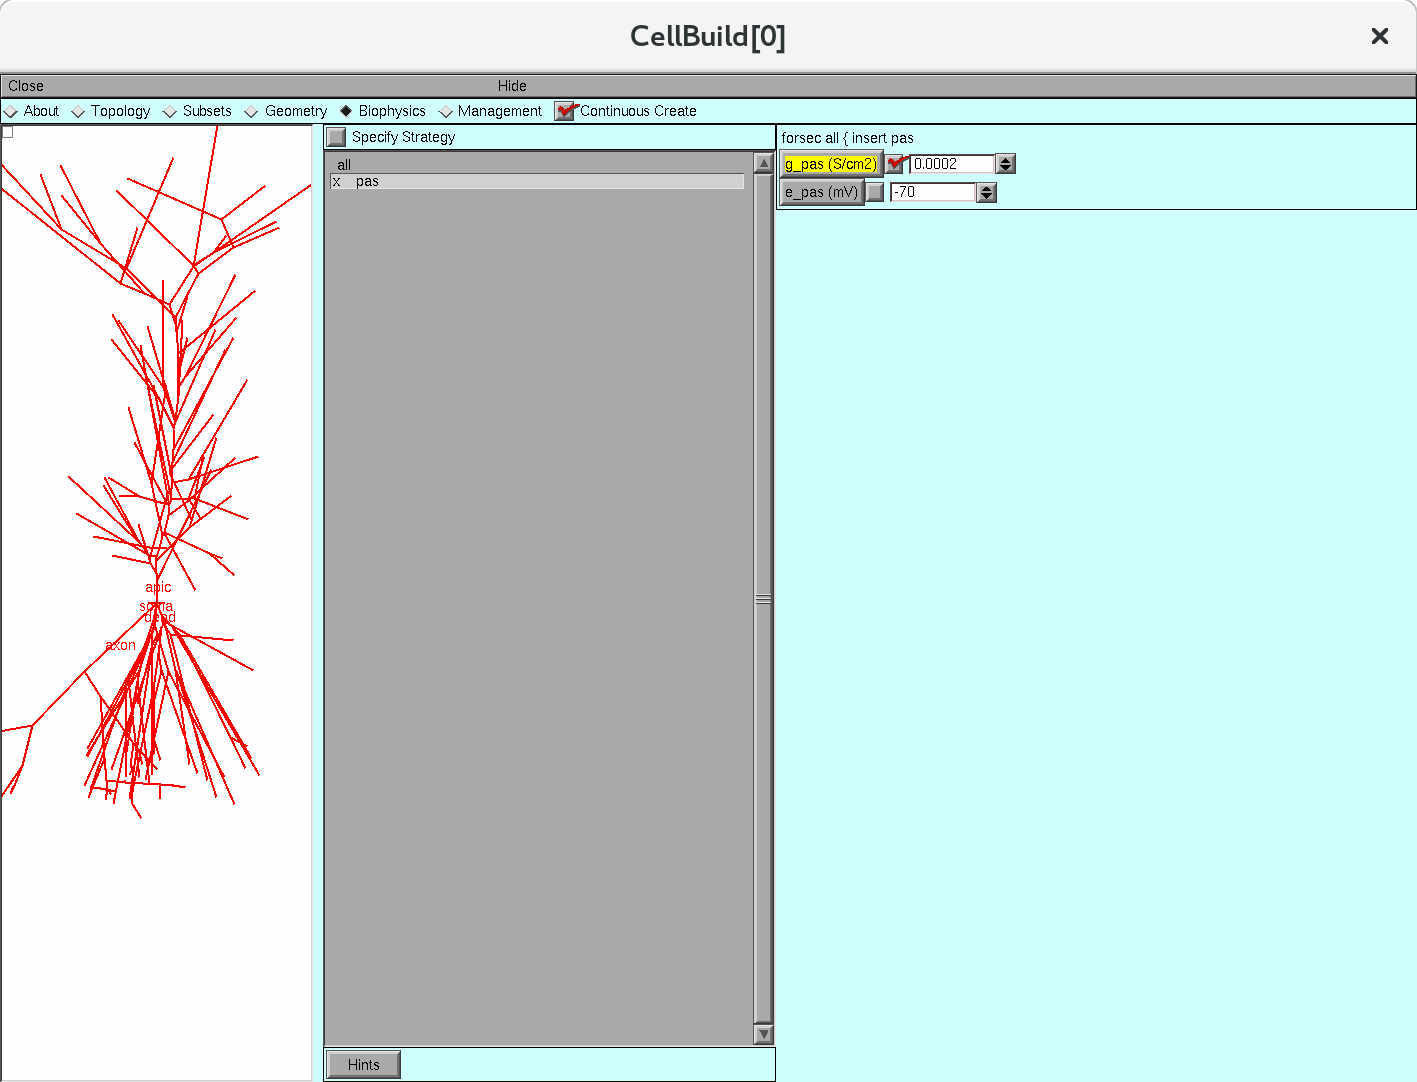 CellBuild[0]
Close Hide
About Topology Subsets Geometry Biophysics Management Continuous Create
Specify Strategy
all
x pas
forsec all { insert pas
g_pas (S/cm2) 0.0002
e_pas (mV) -70
apic
soma
dend
axon
Hints